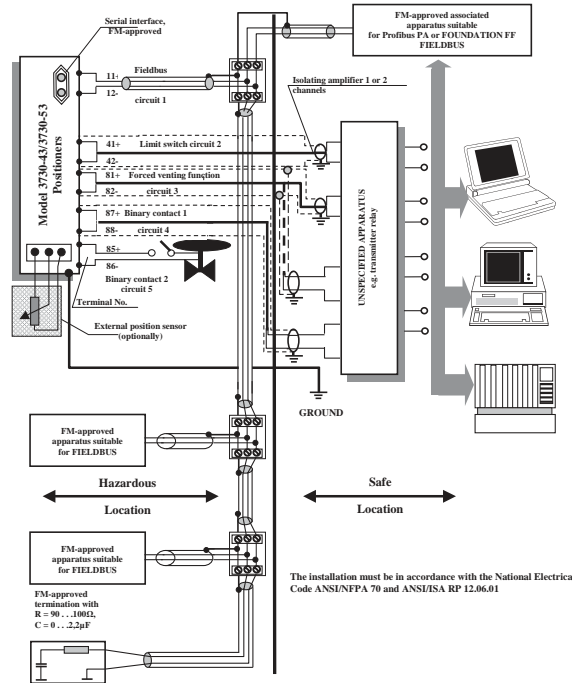 Serial interface,
FM-approved
FM-approved associated
apparatus suitable
for Profibus PA or FOUNDATION FF
FIELDBUS
Model 3730-43/3730-53
Positioners
11+
Fieldbus
12-
circuit 1
Isolating amplifier 1 or 2
channels
41+ Limit switch circuit 2
42-
81+ Forced venting function
82- circuit 3
87+ Binary contact 1
88- circuit 4
85+
86-
Binary contact 2
circuit 5
Terminal No.
External position sensor
(optionally)
UNSPECIFIED APPARATUS
e.g. transmitter relay
GROUND
FM-approved
apparatus suitable
for FIELDBUS
Hazardous
Location
Safe
Location
FM-approved
apparatus suitable
for FIELDBUS
FM-approved
termination with
R = 90 . . .100Ω,
C = 0 . . .2,2µF
The installation must be in accordance with the National Electrical
Code ANSI/NFPA 70 and ANSI/ISA RP 12.06.01